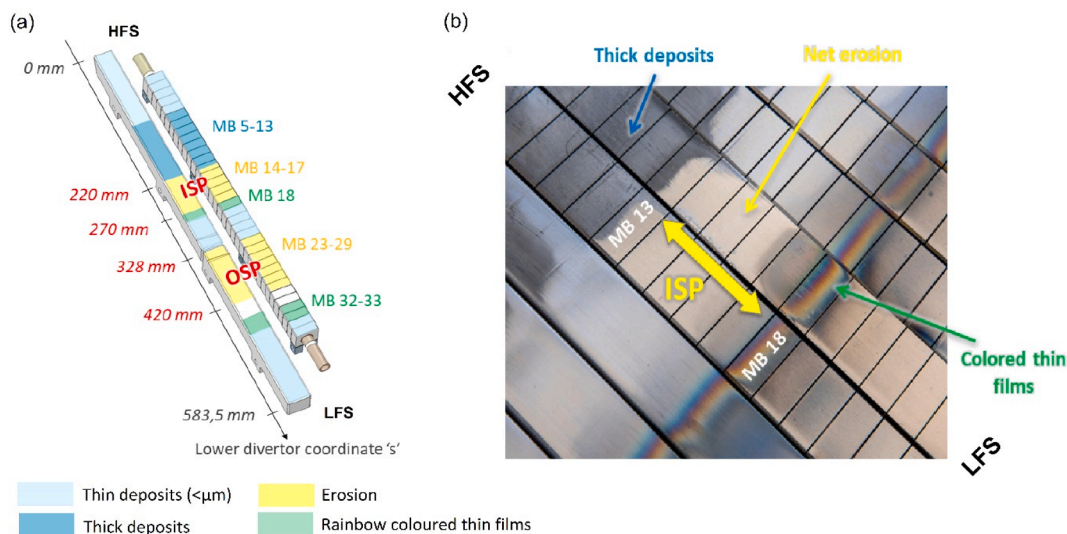 (a)
HFS
0 mm
MB 5-13
MB 14-17
ISP
MB 18
220 mm
270 mm
MB 23-29
328 mm
OSP
MB 32-33
420 mm
583,5 mm
LFS
Lower divertor coordinate ‘s’
Thin deposits (<μm)
Thick deposits
Erosion
Rainbow coloured thin films
(b)
HFS
Thick deposits
Net erosion
MB 13
ISP
MB 18
Colored thin
films
LFS